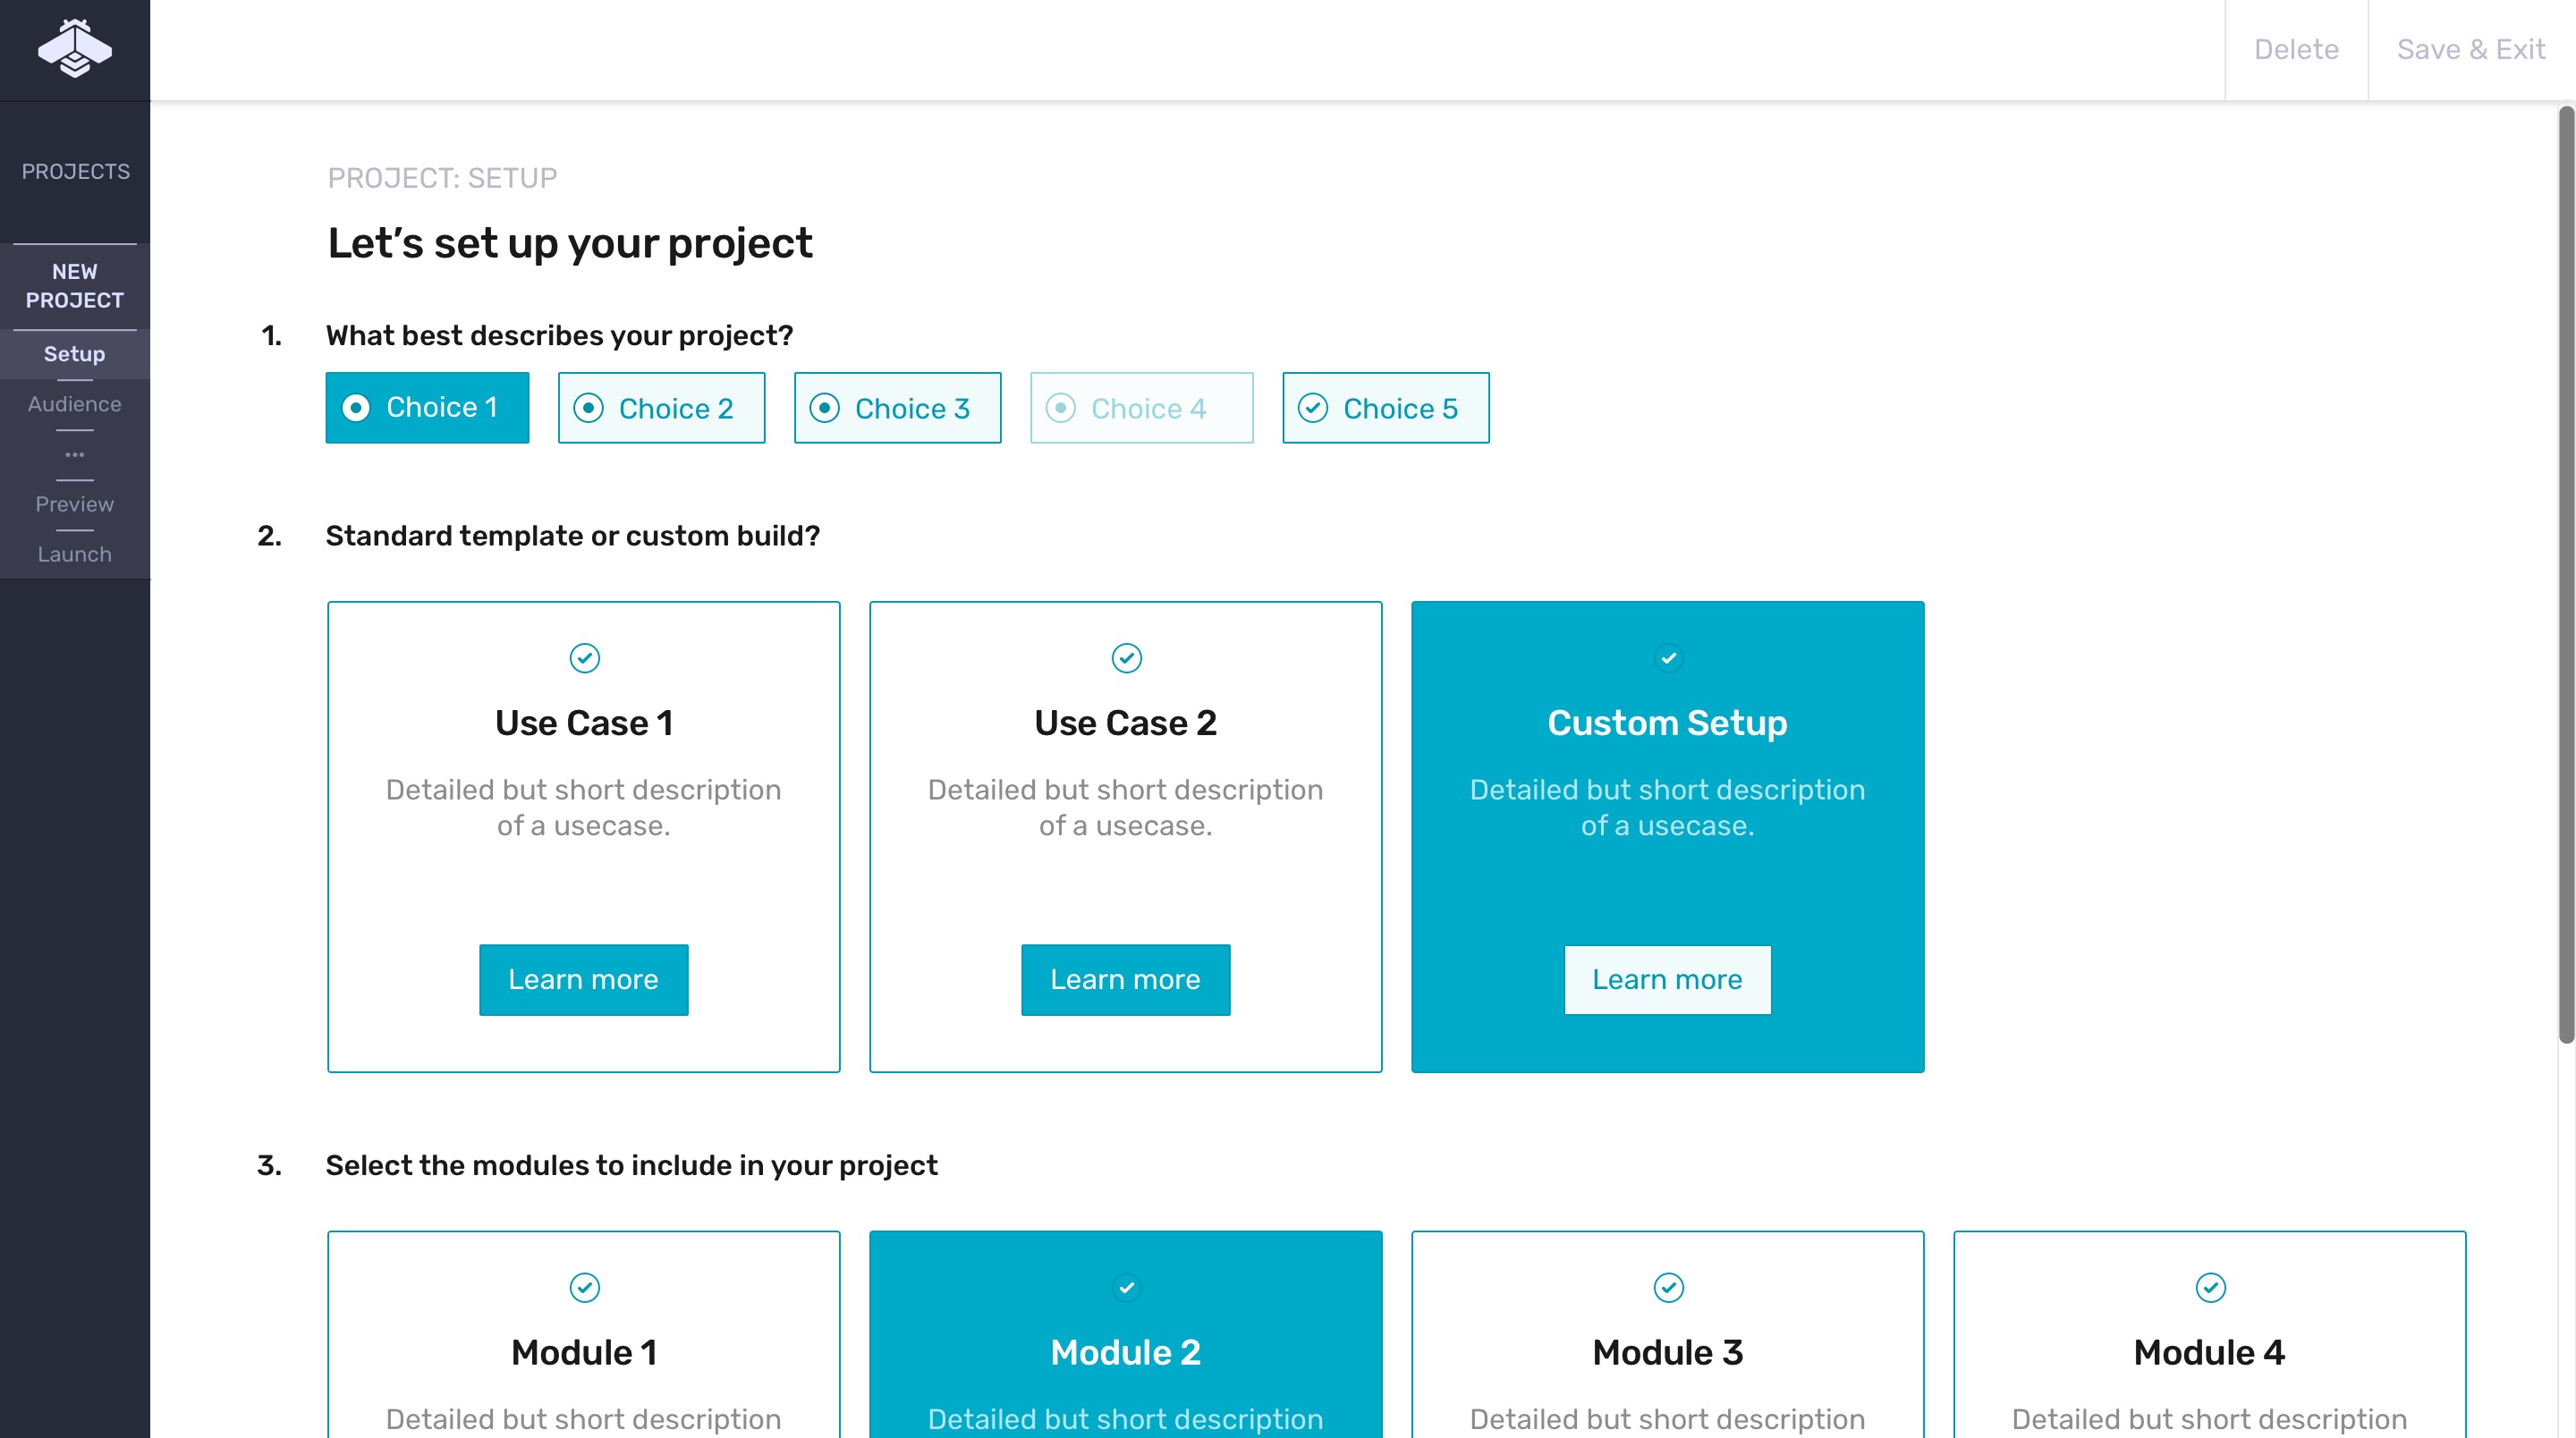 Delete
Save & Exit
PROJECTS
NEW
PROJECT
Setup
Audience
...
Preview
Launch
PROJECT: SETUP
Let’s set up your project
1. What best describes your project?
Choice 1
Choice 2
Choice 3
Choice 4
Choice 5
2. Standard template or custom build?
Use Case 1
Detailed but short description
of a usecase.
Learn more
Use Case 2
Detailed but short description
of a usecase.
Learn more
Custom Setup
Detailed but short description
of a usecase.
Learn more
3. Select the modules to include in your project
Module 1
Detailed but short description
Module 2
Detailed but short description
Module 3
Detailed but short description
Module 4
Detailed but short description